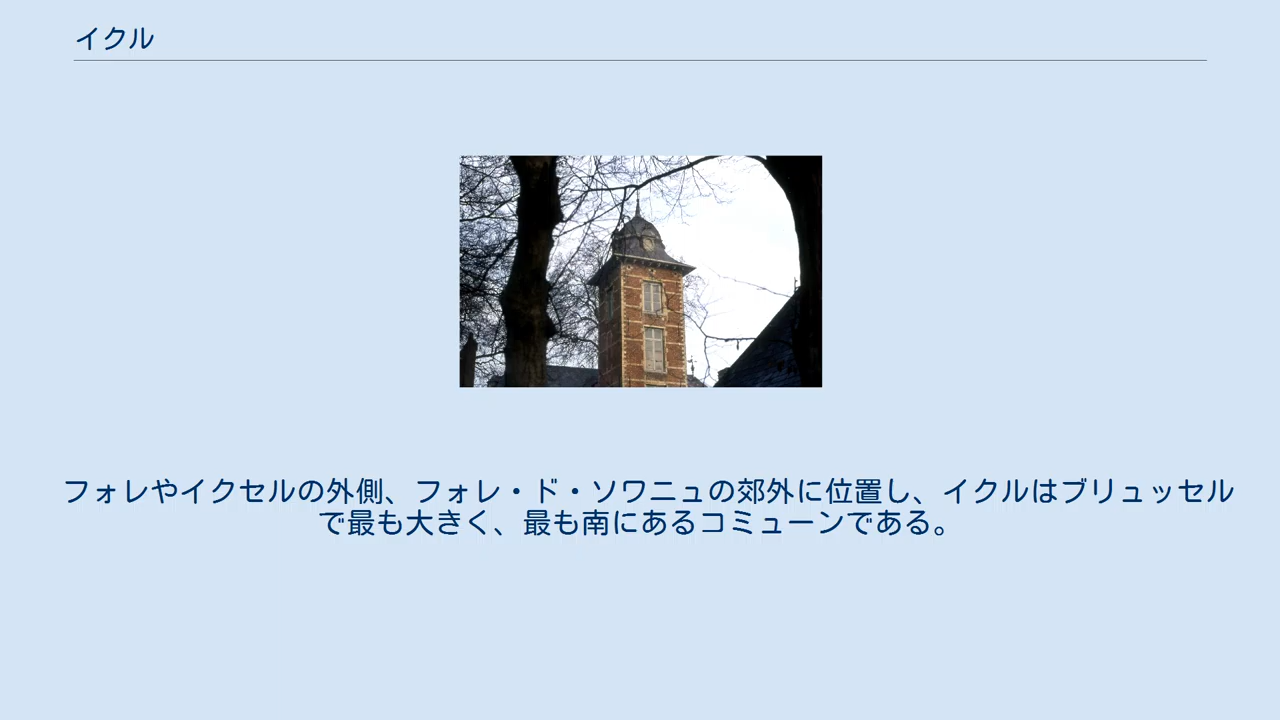 イクル
フォレやイクセルの外側、フォレ・ド・ソワニュの郊外に位置し、イクルはブリュッセル
で最も大きく、最も南にあるコミューンである。